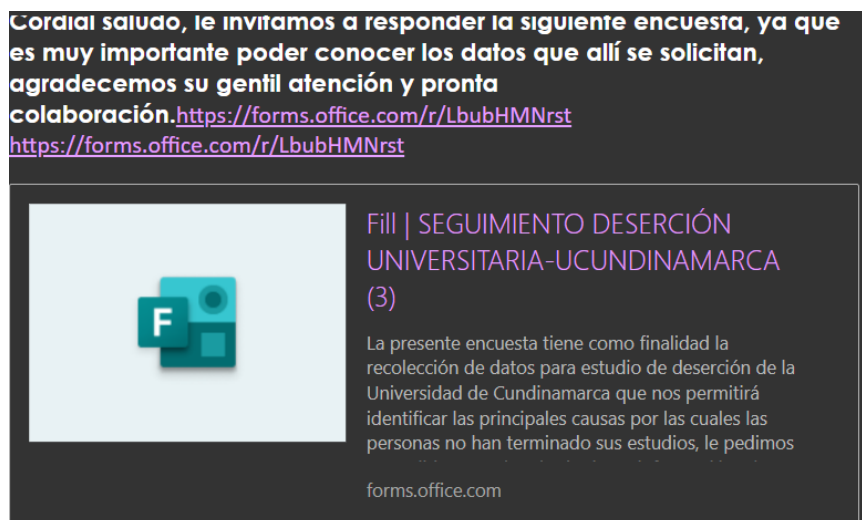 Cordial saludo, le invitamos a responder la siguiente encuesta, ya que
es muy importante poder conocer los datos que allí se solicitan,
agradecemos su gentil atención y pronta
colaboración.https://forms.office.com/r/LbubHMNrst
https://forms.office.com/r/LbubHMNrst
F
Fill | SEGUIMIENTO DESERCIÓN
UNIVERSITARIA-UCUNDINAMARCA
(3)
La presente encuesta tiene como finalidad la
recolección de datos para estudio de deserción de la
Universidad de Cundinamarca que nos permitirá
identificar las principales causas por las cuales las
personas no han terminado sus estudios, le pedimos
forms.office.com